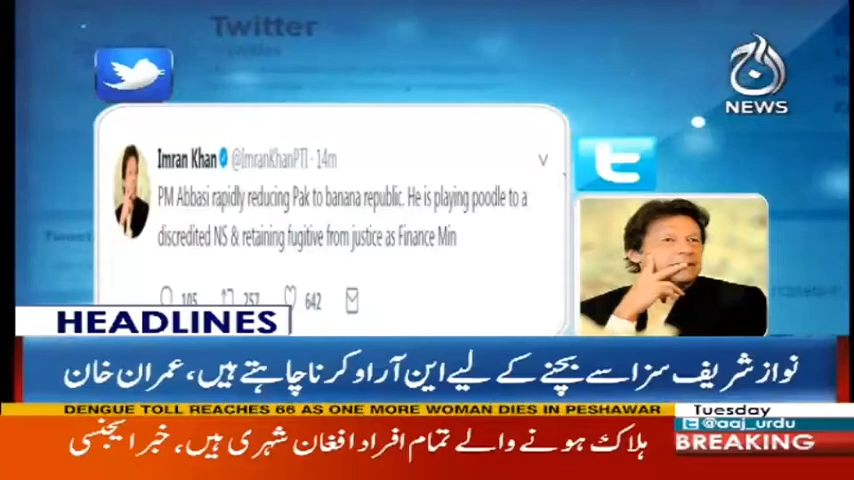 Twitter
آج
NEWS
Imran Khan @ImranKhanPTI · 14m
PM Abbasi rapidly reducing Pak to banana republic. He is playing poodle to a
discredited NS & retaining fugitive from justice as Finance Min
105 257 642
HEADLINES
نواز شریف سزا سے بچنے کے لیے این آر او کرنا چاہتے ہیں، عمران خان
DENGUE TOLL REACHES 66 AS ONE MORE WOMAN DIES IN PESHAWAR
Tuesday
@aaj_urdu
BREAKING
ہلاک ہونے والے تمام افراد افغان شہری ہیں، خبر ایجنسی